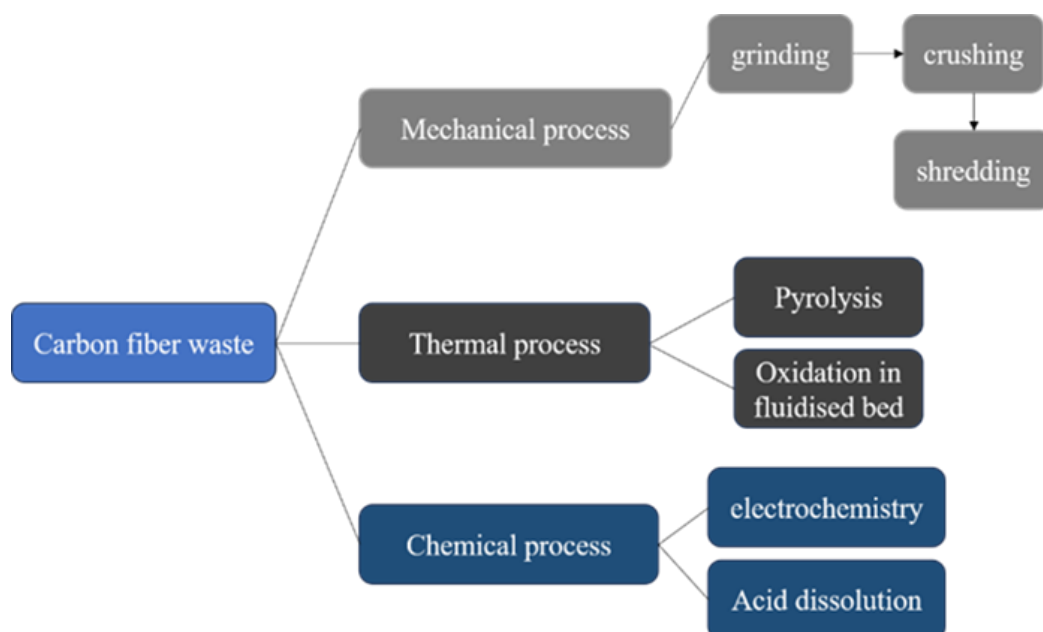 grinding
crushing
Mechanical process
shredding
Pyrolysis
Carbon fiber waste
Thermal process
Oxidation in
fluidised bed
electrochemistry
Chemical process
Acid dissolution